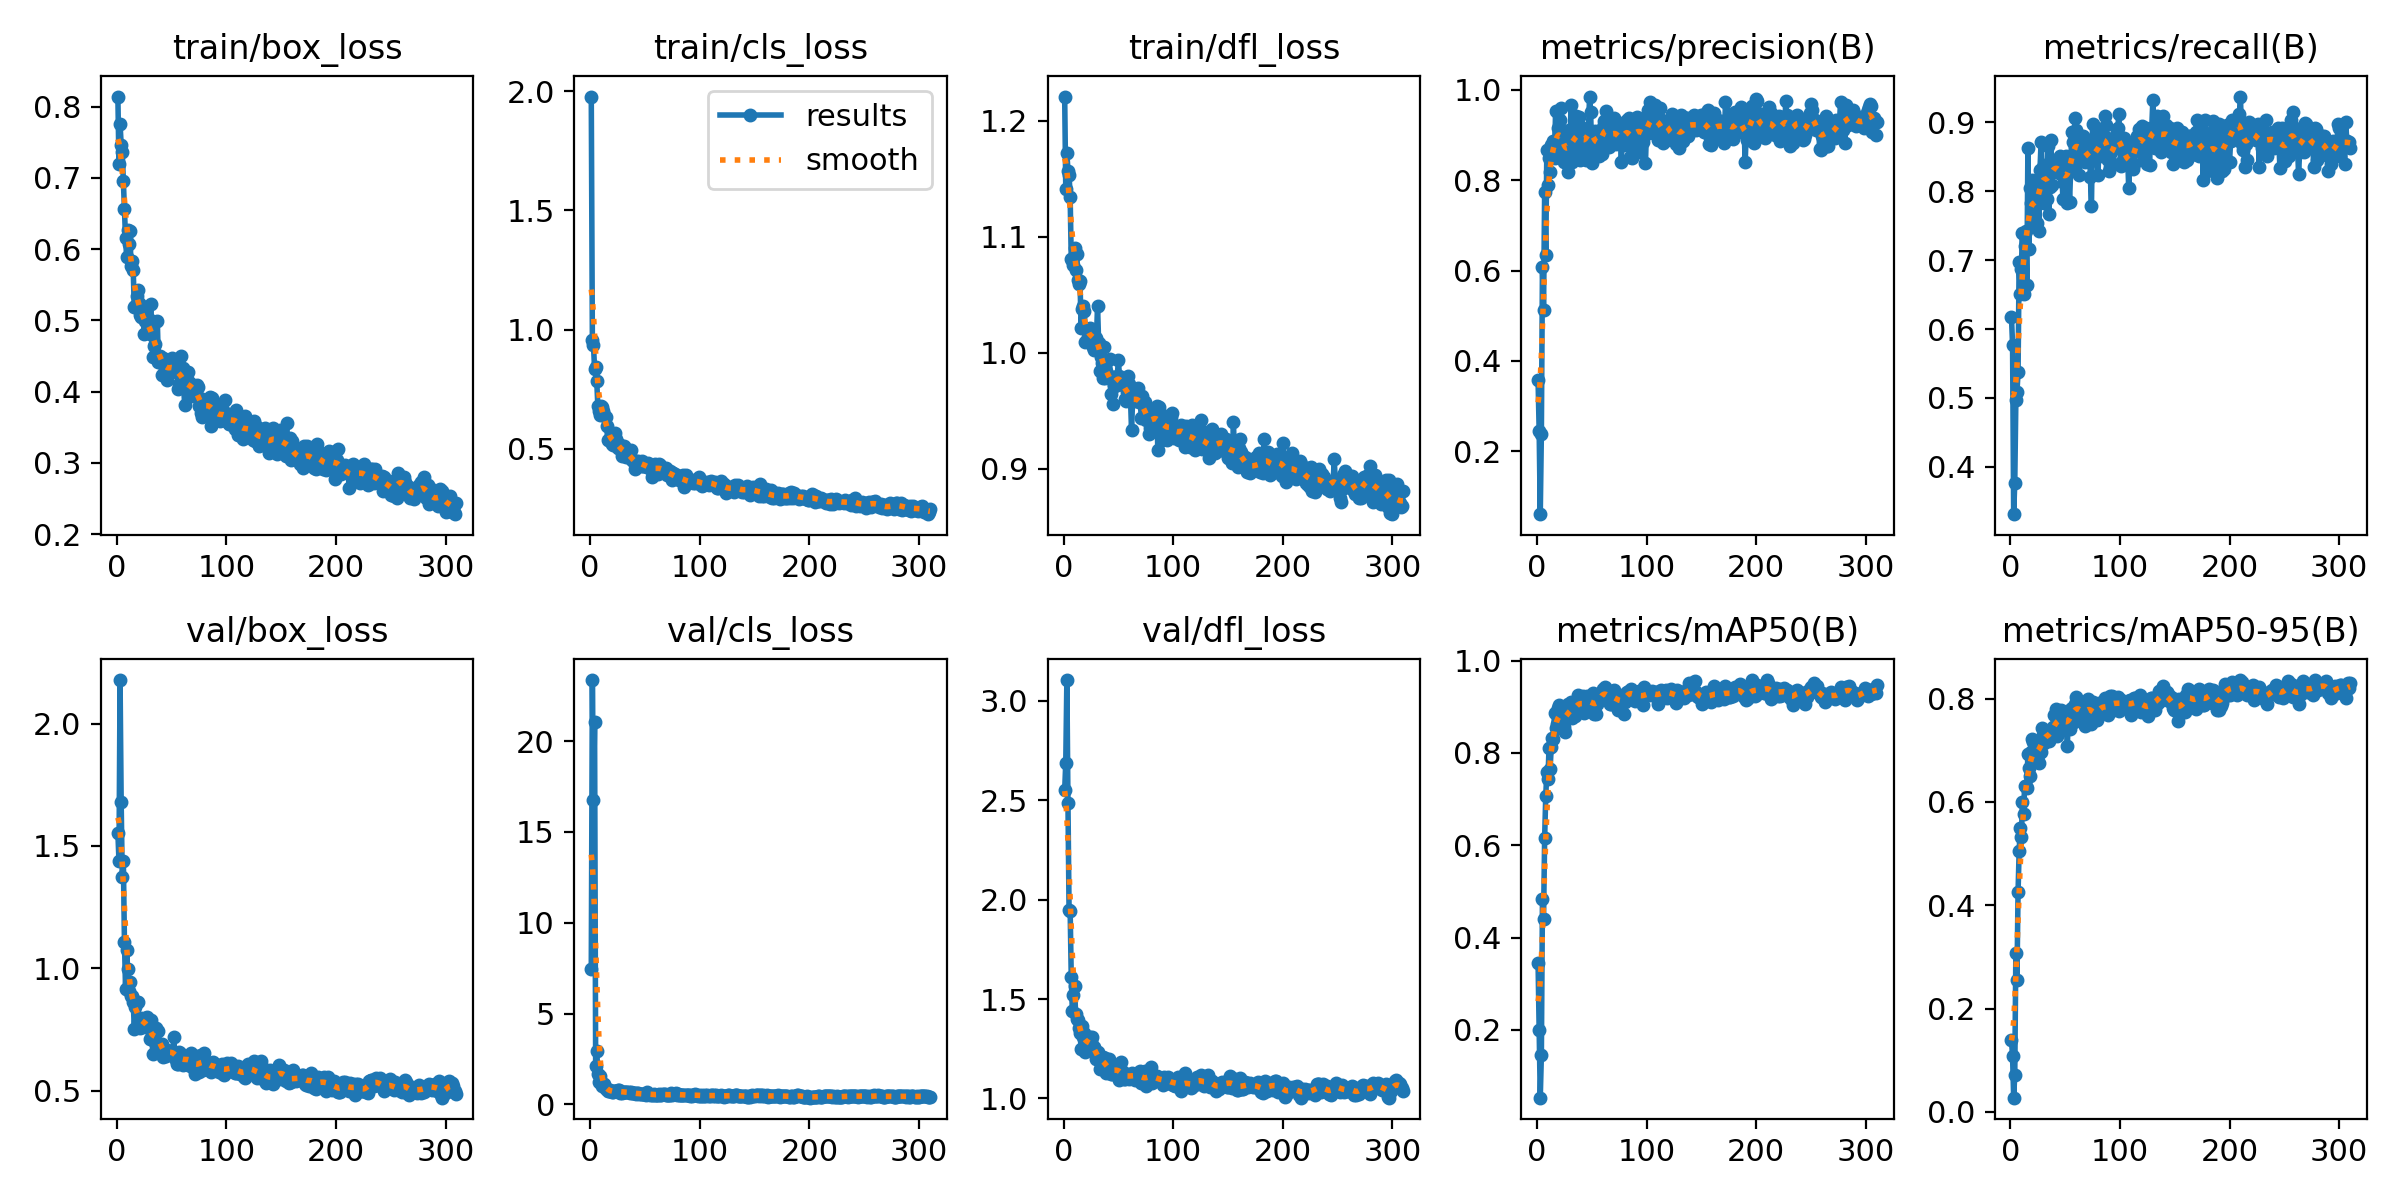 train/box_loss
0.8
0.7
0.6
0.5
0.4
0.3
0.2
0 100 200 300
train/cls_loss
results
smooth
2.0
1.5
1.0
0.5
0 100 200 300
train/dfl_loss
1.2
1.1
1.0
0.9
0 100 200 300
metrics/precision(B)
1.0
0.8
0.6
0.4
0.2
0 100 200 300
metrics/recall(B)
0.9
0.8
0.7
0.6
0.5
0.4
0 100 200 300
val/box_loss
2.0
1.5
1.0
0.5
0 100 200 300
val/cls_loss
20
15
10
5
0
0 100 200 300
val/dfl_loss
3.0
2.5
2.0
1.5
1.0
0 100 200 300
metrics/mAP50(B)
1.0
0.8
0.6
0.4
0.2
0 100 200 300
metrics/mAP50-95(B)
0.8
0.6
0.4
0.2
0.0
0 100 200 300